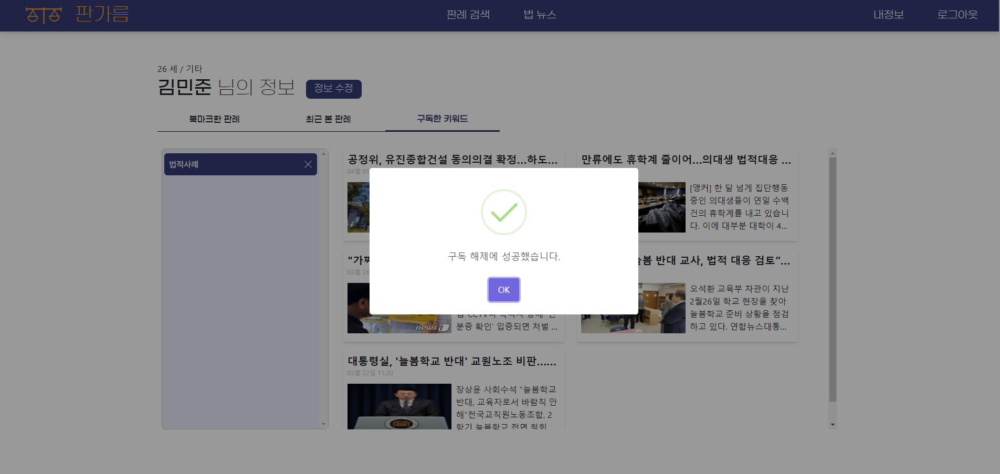 판가름
판례 검색
법 뉴스
내정보
로그아웃
26 세 / 기타
김민준 님의 정보
정보 수정
북마크한 판례
최근 본 판례
구독한 키워드
법적사례
공정위, 유진종합건설 동의의결 확정...하도...
04월 01
만류에도 휴학계 줄이어...의대생 법적대응 ...
[앵커] 한 달 넘게 집단행동
중인 의대생들이 연일 수백
건의 휴학계를 내고 있습니
다. 이에 대부분 대학이 4...
구독 해제에 성공했습니다.
OK
03월 26
분증 확인' 입증되면 처벌 ...
news1
늘봄 반대 교사, 법적 대응 검토”...
오석환 교육부 차관이 지난
2월26일 학교 현장을 찾아
늘봄학교 준비 상황을 점검
하고 있다. 연합뉴스대통...
대통령실, '늘봄학교 반대' 교원노조 비판......
03월 22일 11:20
장상윤 사회수석 "늘봄학교
반대, 교육자로서 바람직 안
해"전국교직원노동조합, 2
학기 늘봄학교 전면 철회